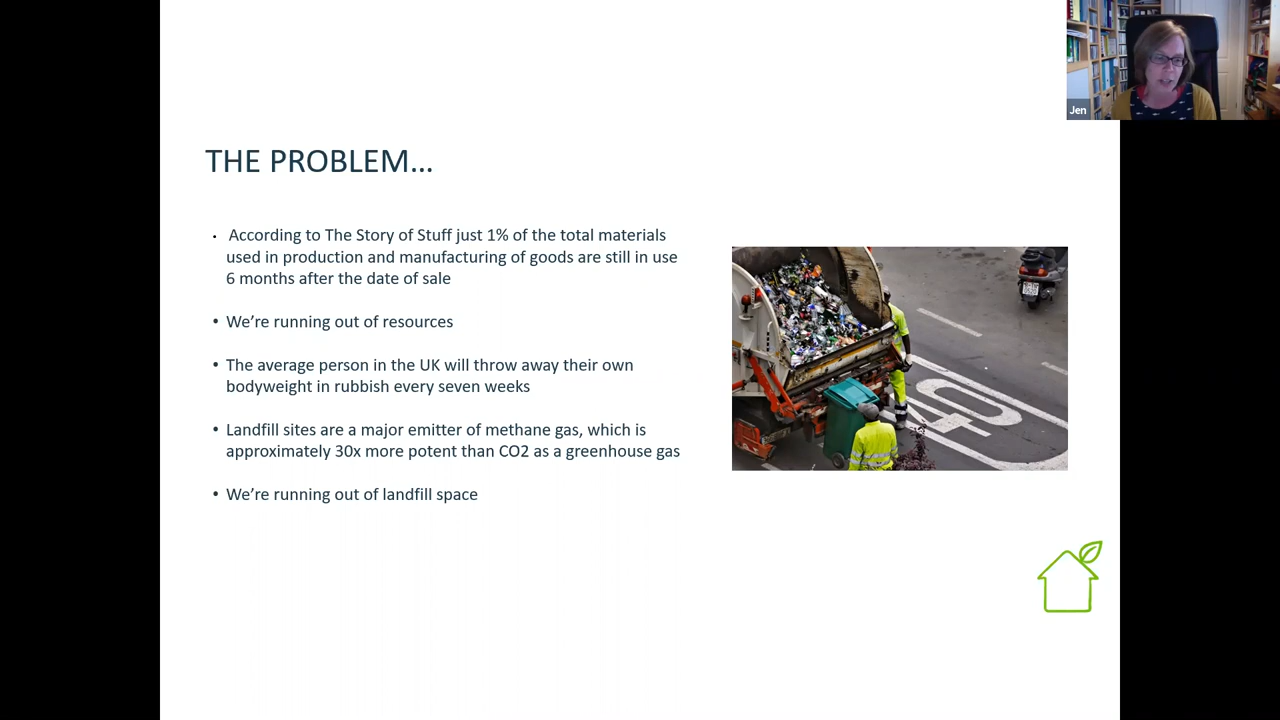 Jen
THE PROBLEM...
• According to The Story of Stuff just 1% of the total materials
used in production and manufacturing of goods are still in use
6 months after the date of sale
• We're running out of resources
• The average person in the UK will throw away their own
bodyweight in rubbish every seven weeks
• Landfill sites are a major emitter of methane gas, which is
approximately 30x more potent than CO2 as a greenhouse gas
• We're running out of landfill space
40